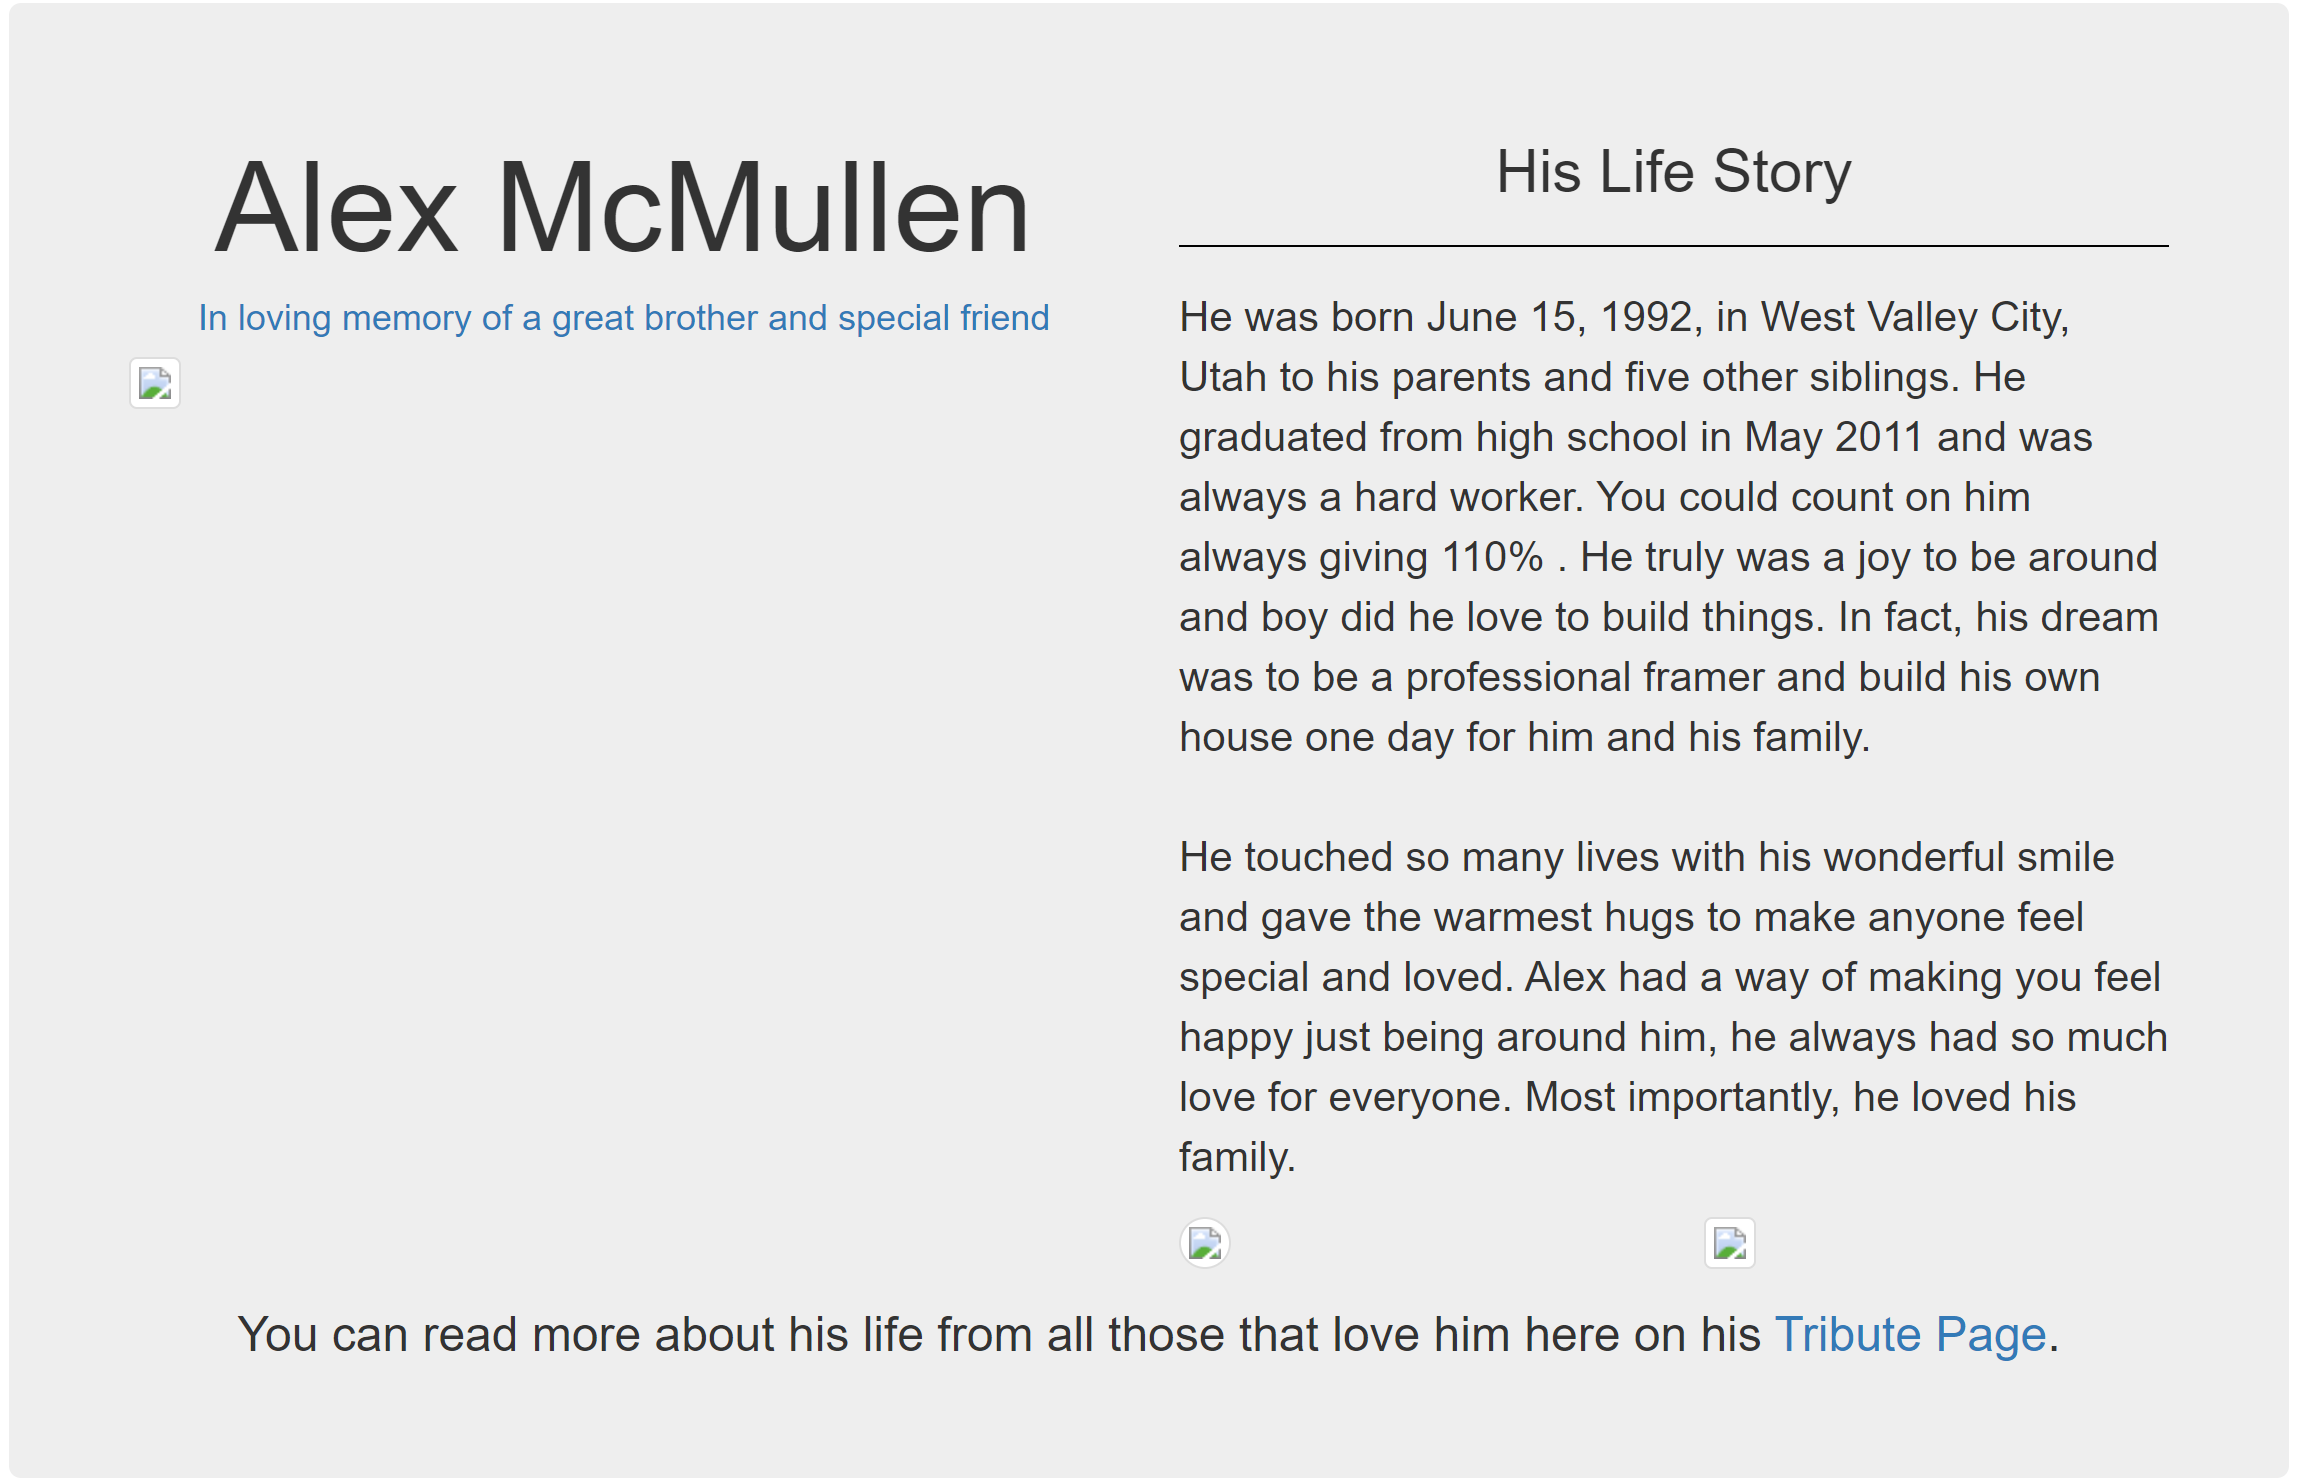 Alex McMullen
In loving memory of a great brother and special friend
His Life Story
He was born June 15, 1992, in West Valley City,
Utah to his parents and five other siblings. He
graduated from high school in May 2011 and was
always a hard worker. You could count on him
always giving 110% . He truly was a joy to be around
and boy did he love to build things. In fact, his dream
was to be a professional framer and build his own
house one day for him and his family.
He touched so many lives with his wonderful smile
and gave the warmest hugs to make anyone feel
special and loved. Alex had a way of making you feel
happy just being around him, he always had so much
love for everyone. Most importantly, he loved his
family.
You can read more about his life from all those that love him here on his Tribute Page.